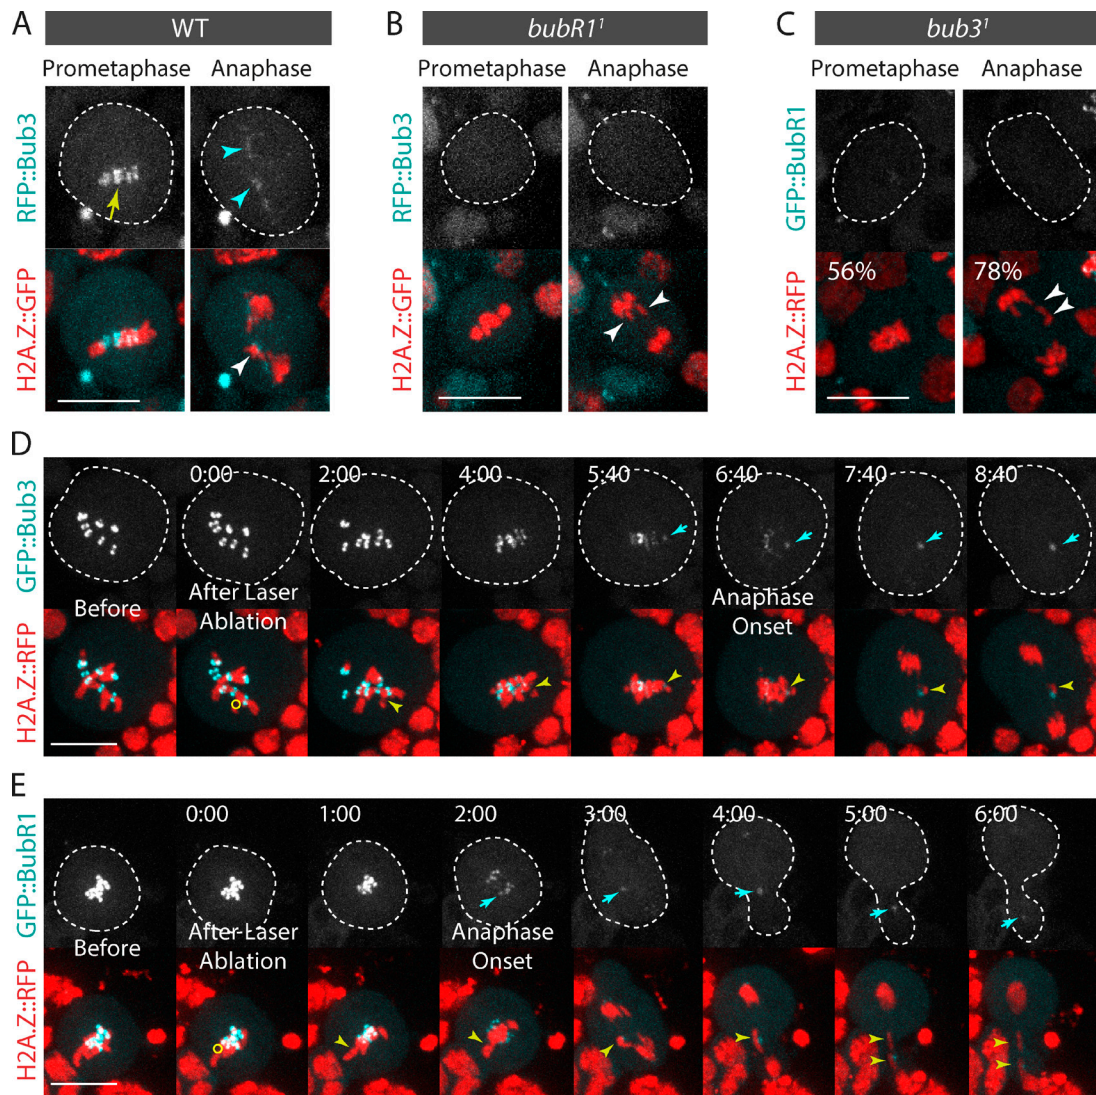 A
WT
Prometaphase Anaphase
RFP::Bub3
H2A.Z::GFP
B
bubR1¹
Prometaphase Anaphase
RFP::Bub3
H2A.Z::GFP
C
bub3¹
Prometaphase Anaphase
GFP::BubR1
H2A.Z::RFP
56% 78%
D
GFP::Bub3
0:00 2:00 4:00 5:40 6:40 7:40 8:40
Before
After Laser
Ablation
Anaphase
Onset
H2A.Z::RFP
E
GFP::BubR1
0:00 1:00 2:00 3:00 4:00 5:00 6:00
Before
After Laser
Ablation
Anaphase
Onset
H2A.Z::RFP